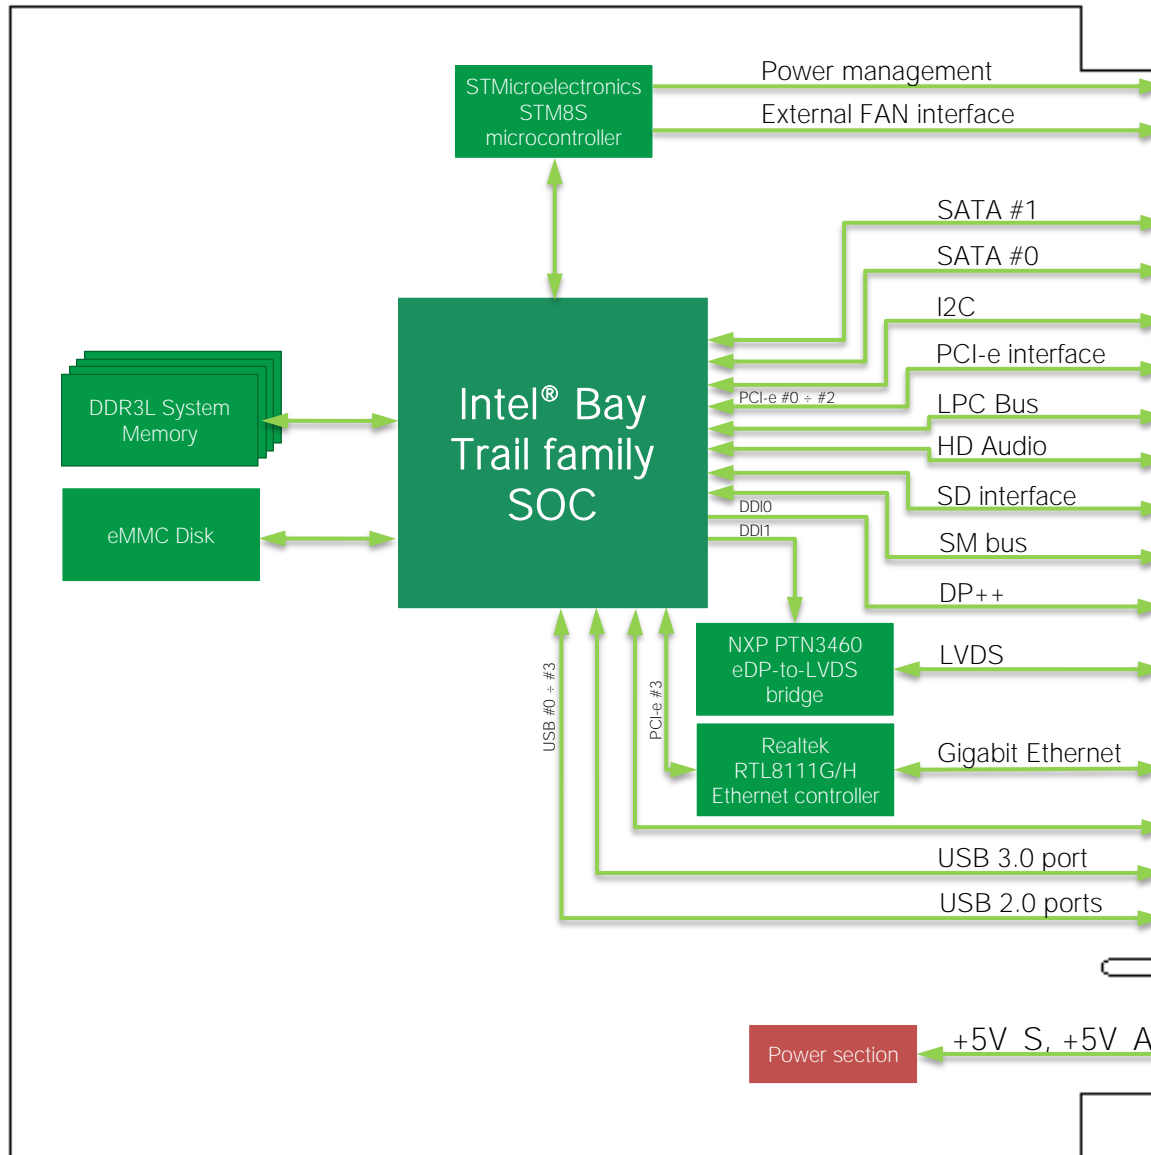 Power management
STMicroelectronics
STM8S
microcontroller
External FAN interface
SATA #1
SATA #0
I2C
PCI-e interface
PCI-e #0 ÷ #2
LPC Bus
HD Audio
SD interface
SM bus
DP++
DDI0
DDI1
Intel® Bay
Trail family
SOC
DDR3L System
Memory
eMMC Disk
NXP PTN3460
eDP-to-LVDS
bridge
LVDS
USB #0 ÷ #3
PCI-e #3
Realtek
RTL8111G/H
Ethernet controller
Gigabit Ethernet
USB 3.0 port
USB 2.0 ports
Power section
+5V_S, +5V_A